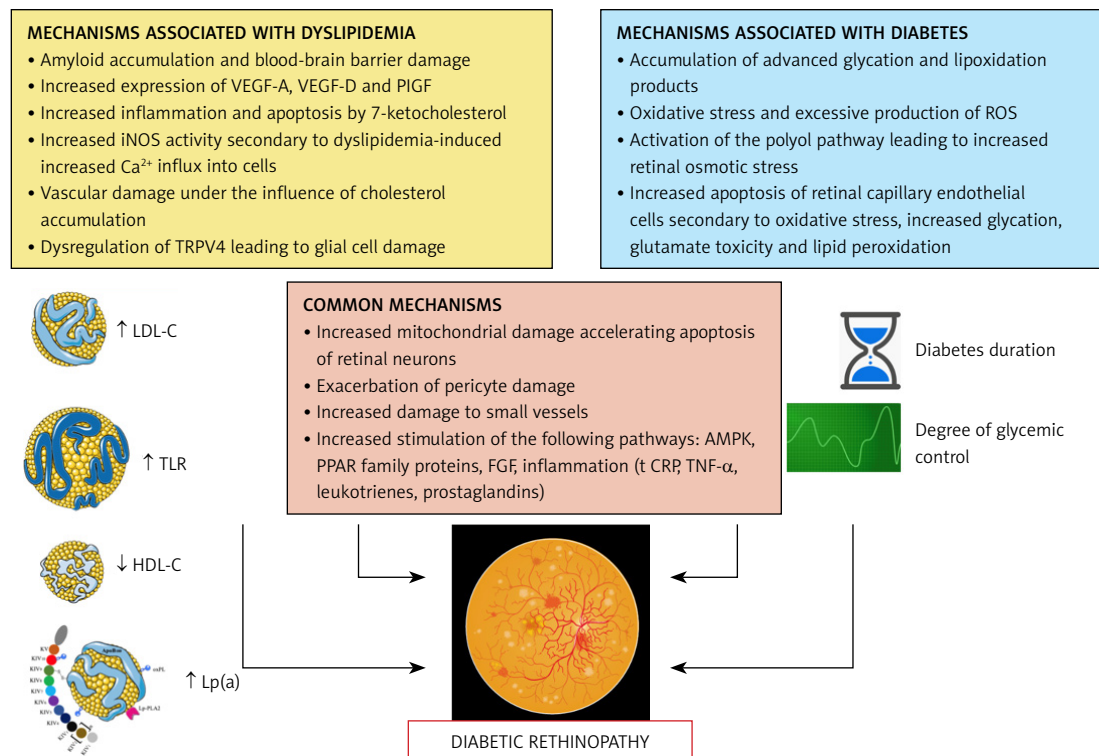 MECHANISMS ASSOCIATED WITH DYSLIPIDEMIA
• Amyloid accumulation and blood-brain barrier damage
• Increased expression of VEGF-A, VEGF-D and PIGF
• Increased inflammation and apoptosis by 7-ketocholesterol
• Increased iNOS activity secondary to dyslipidemia-induced
increased Ca²⁺ influx into cells
• Vascular damage under the influence of cholesterol
accumulation
• Dysregulation of TRPV4 leading to glial cell damage
MECHANISMS ASSOCIATED WITH DIABETES
• Accumulation of advanced glycation and lipoxidation
products
• Oxidative stress and excessive production of ROS
• Activation of the polyol pathway leading to increased
retinal osmotic stress
• Increased apoptosis of retinal capillary endothelial
cells secondary to oxidative stress, increased glycation,
glutamate toxicity and lipid peroxidation
COMMON MECHANISMS
• Increased mitochondrial damage accelerating apoptosis
of retinal neurons
• Exacerbation of pericyte damage
• Increased damage to small vessels
• Increased stimulation of the following pathways: AMPK,
PPAR family proteins, FGF, inflammation (t CRP, TNF-α,
leukotrienes, prostaglandins)
↑ LDL-C
↑ TLR
↓ HDL-C
↑ Lp(a)
KV
oxPL
Lp-PLA2
Diabetes duration
Degree of glycemic
control
DIABETIC RETHINOPATHY